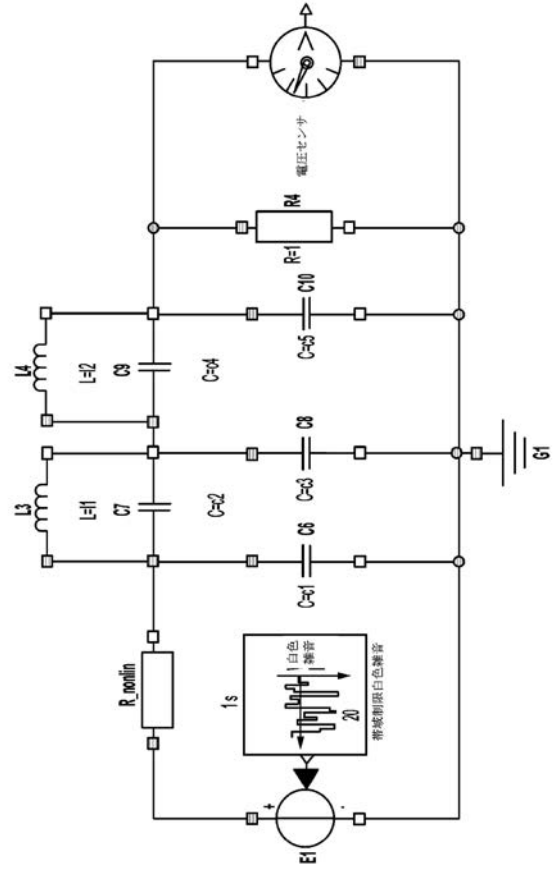 L3
L=l1
C7
C=c2
L4
L=l2
C9
C=c4
R_nonlin
1 s
白色
雑音
20
帯域制限白色雑音
E1
+
-
C=c1
C6
C=c3
C8
C=c5
C10
R=1
R4
電圧センサ
V
G1